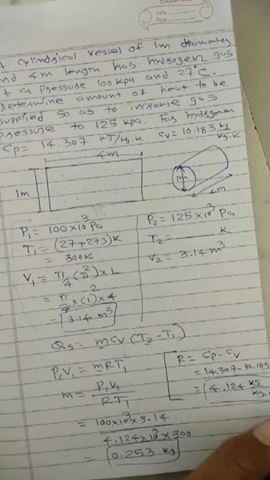 A cylindrical vessel of 1m diameter
and 4m length has hydrogen gas
at a pressure 100 kpa and 27°C.
Determine amount of heat to be
supplied so as to increase gas
pressure to 125 kpa. For hydrogen
Cp = 14.307 KJ/kg.K Cv = 10.183 kJ/kg.K
4m
1m
1m
4m
P1 = 100×10³ Pa
T1 = (27+273)K
= 300K
V1 = π/4 (D²) × L
= π/4 × (1)² × 4
= 3.14 m³
P2 = 125×10³ Pa
T2 = K
V2 = 3.14 m³
Qs = mCv (T2 - T1)
P1V1 = mRT1
m = P1V1 / RT1
= 100×10³×3.14 / 4.124×10³×300
= 0.253 kg
R = Cp - Cv
= 14.307 - 10.183
= 4.124 KJ/kg.K